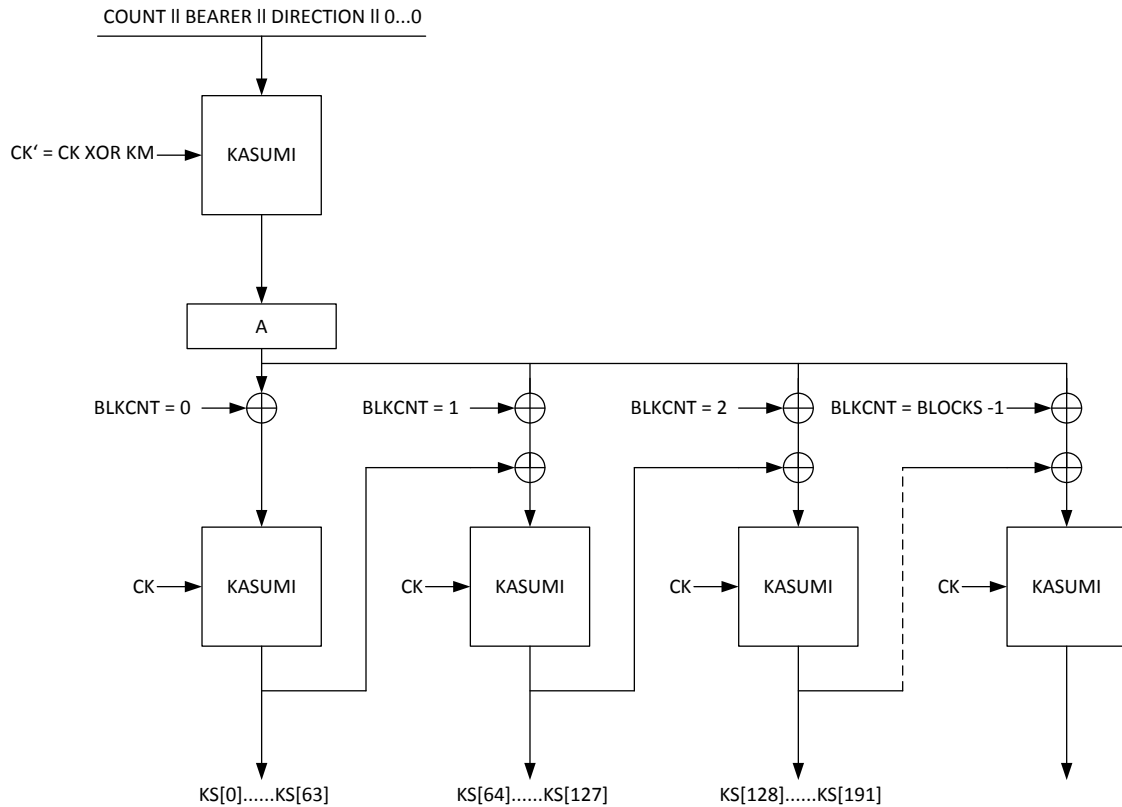 COUNT ll BEARER ll DIRECTION ll 0...0
CK‘ = CK XOR KM
KASUMI
A
BLKCNT = 0
BLKCNT = 1
BLKCNT = 2
BLKCNT = BLOCKS -1
CK
KASUMI
CK
KASUMI
CK
KASUMI
CK
KASUMI
KS[0]......KS[63]
KS[64]......KS[127]
KS[128]......KS[191]